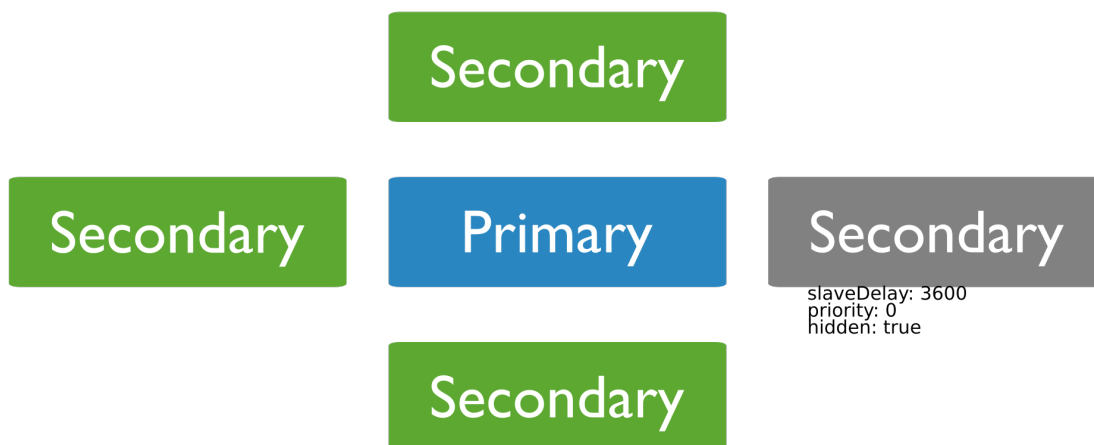 Secondary
Secondary
Primary
Secondary
slaveDelay: 3600
priority: 0
hidden: true
Secondary